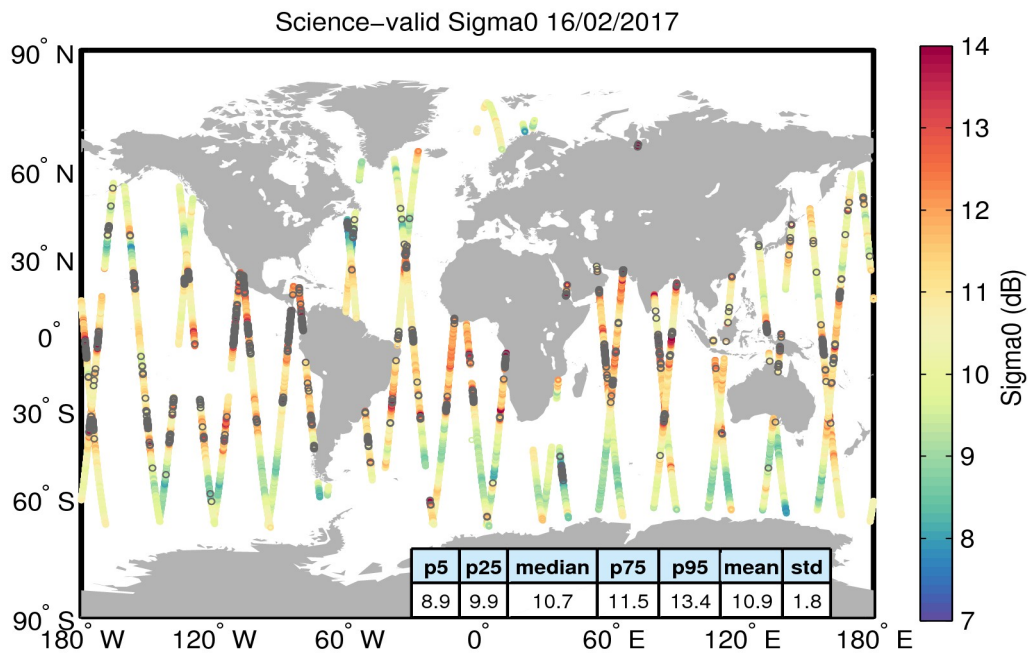 Science−valid Sigma0 16/02/2017
90° N
60° N
30° N
0°
30° S
60° S
90° S
180° W
120° W
60° W
0°
60° E
120° E
180° E
p5 p25 median p75 p95 mean std
8.9 9.9 10.7 11.5 13.4 10.9 1.8
14
13
12
11
10
9
8
7
Sigma0 (dB)